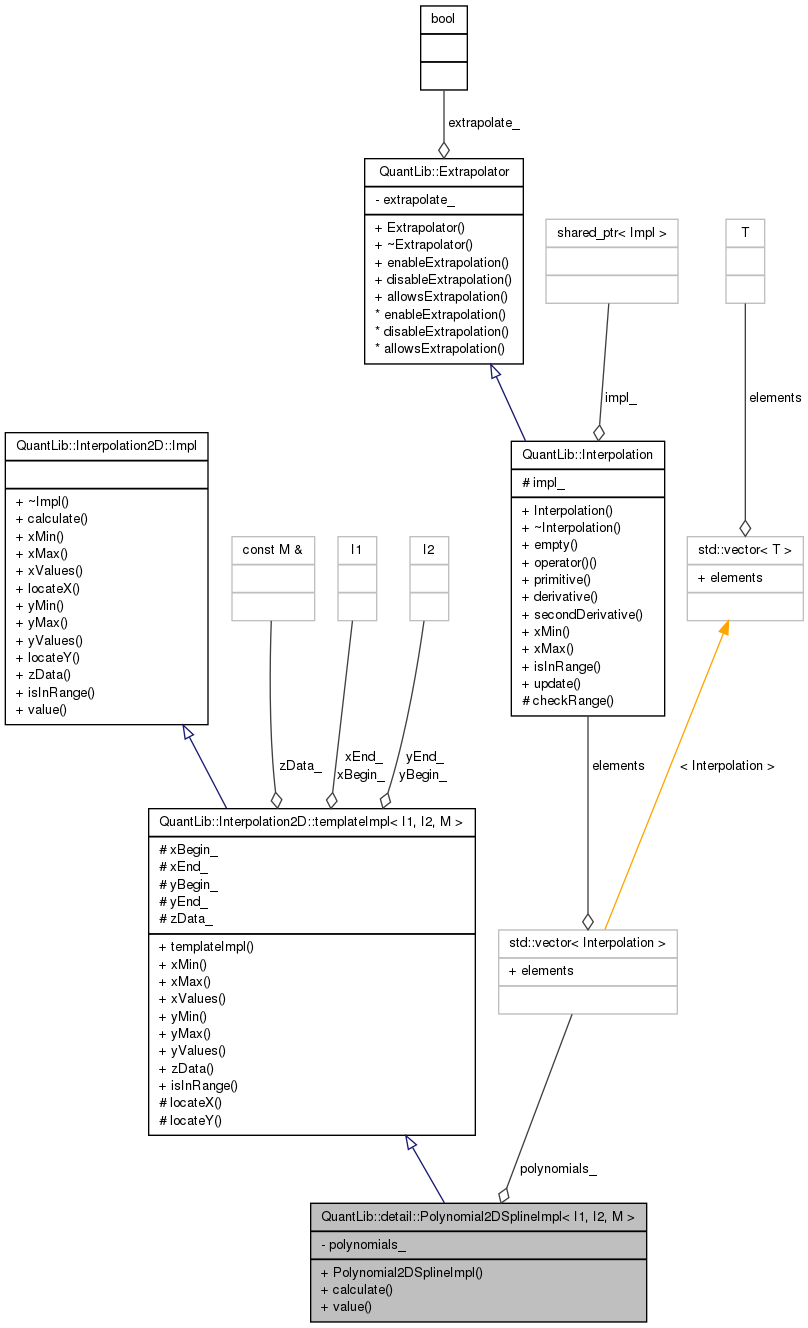 bool
extrapolate_
QuantLib::Extrapolator
- extrapolate_
+ Extrapolator()
+ ~Extrapolator()
+ enableExtrapolation()
+ disableExtrapolation()
+ allowsExtrapolation()
* enableExtrapolation()
* disableExtrapolation()
* allowsExtrapolation()
shared_ptr< Impl >
T
impl_
elements
QuantLib::Interpolation2D::Impl
+ ~Impl()
+ calculate()
+ xMin()
+ xMax()
+ xValues()
+ locateX()
+ yMin()
+ yMax()
+ yValues()
+ locateY()
+ zData()
+ isInRange()
+ value()
const M &
I1
I2
QuantLib::Interpolation
# impl_
+ Interpolation()
+ ~Interpolation()
+ empty()
+ operator()()
+ primitive()
+ derivative()
+ secondDerivative()
+ xMin()
+ xMax()
+ isInRange()
+ update()
# checkRange()
std::vector< T >
+ elements
zData_
xEnd_
xBegin_
yEnd_
yBegin_
elements
< Interpolation >
QuantLib::Interpolation2D::templateImpl< I1, I2, M >
# xBegin_
# xEnd_
# yBegin_
# yEnd_
# zData_
+ templateImpl()
+ xMin()
+ xMax()
+ xValues()
+ yMin()
+ yMax()
+ yValues()
+ zData()
+ isInRange()
# locateX()
# locateY()
std::vector< Interpolation >
+ elements
polynomials_
QuantLib::detail::Polynomial2DSplineImpl< I1, I2, M >
- polynomials_
+ Polynomial2DSplineImpl()
+ calculate()
+ value()